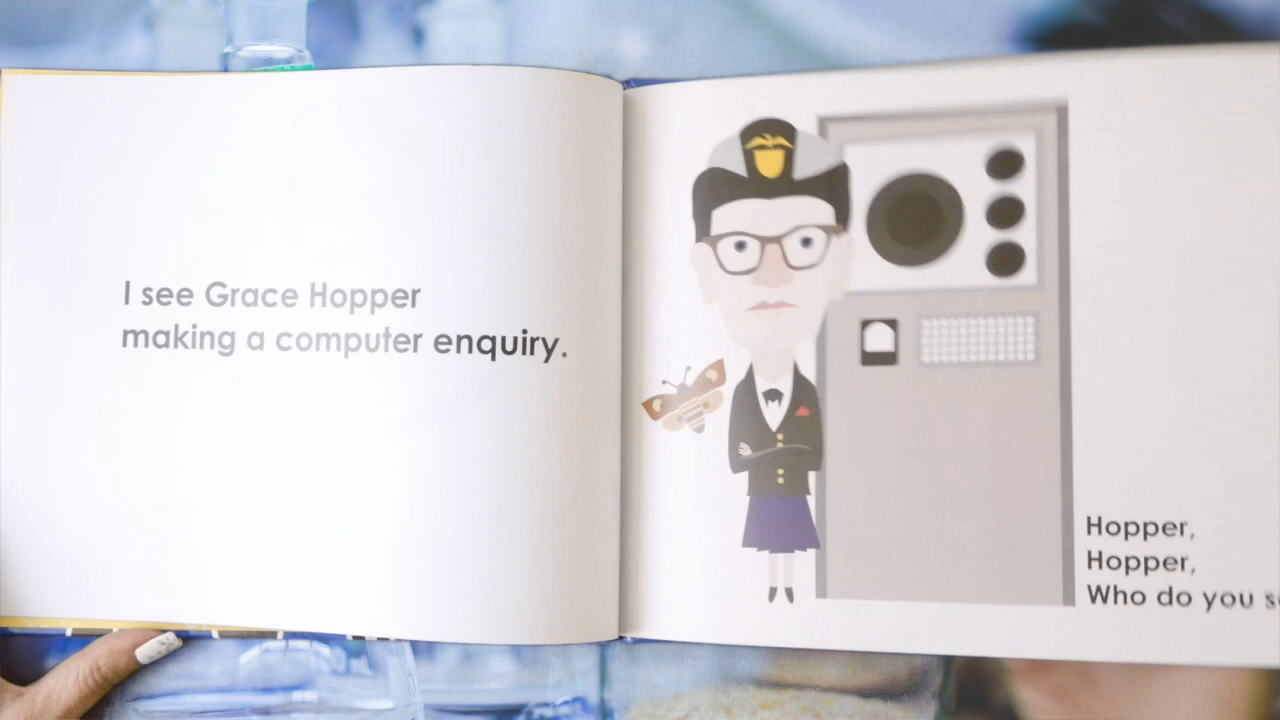 I see Grace Hopper
making a computer enquiry.
Hopper,
Hopper,
Who do you